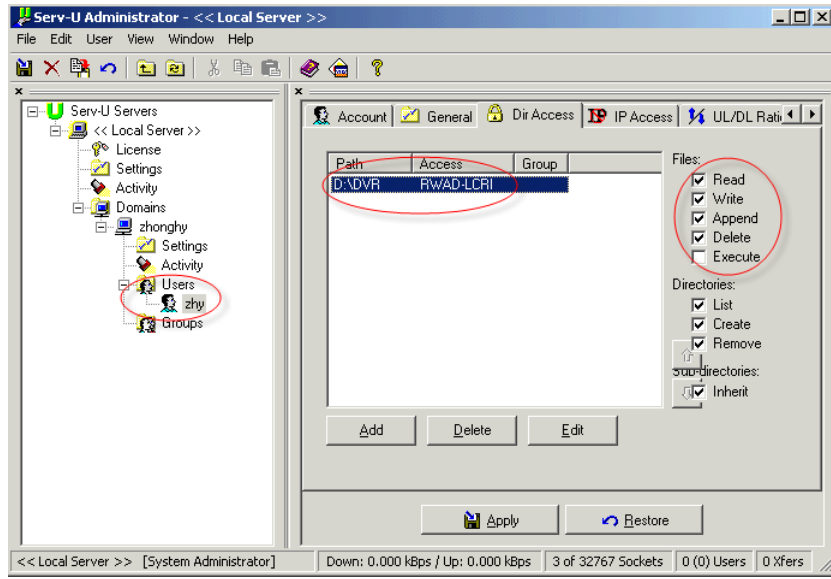 Serv-U Administrator - << Local Server >>
File Edit User View Window Help
Serv-U Servers
<< Local Server >>
License
Settings
Activity
Domains
zhonghy
Settings
Activity
Users
zhy
Groups
Account General Dir Access IP Access UL/DL Rati
Path Access Group
D:\DVR RWAD-LCRI
Files:
Read
Write
Append
Delete
Execute
Directories:
List
Create
Remove
Sub-directories:
Inherit
Add Delete Edit
Apply Restore
<< Local Server >> [System Administrator] Down: 0.000 kBps / Up: 0.000 kBps 3 of 32767 Sockets 0 (0) Users 0 Xfers